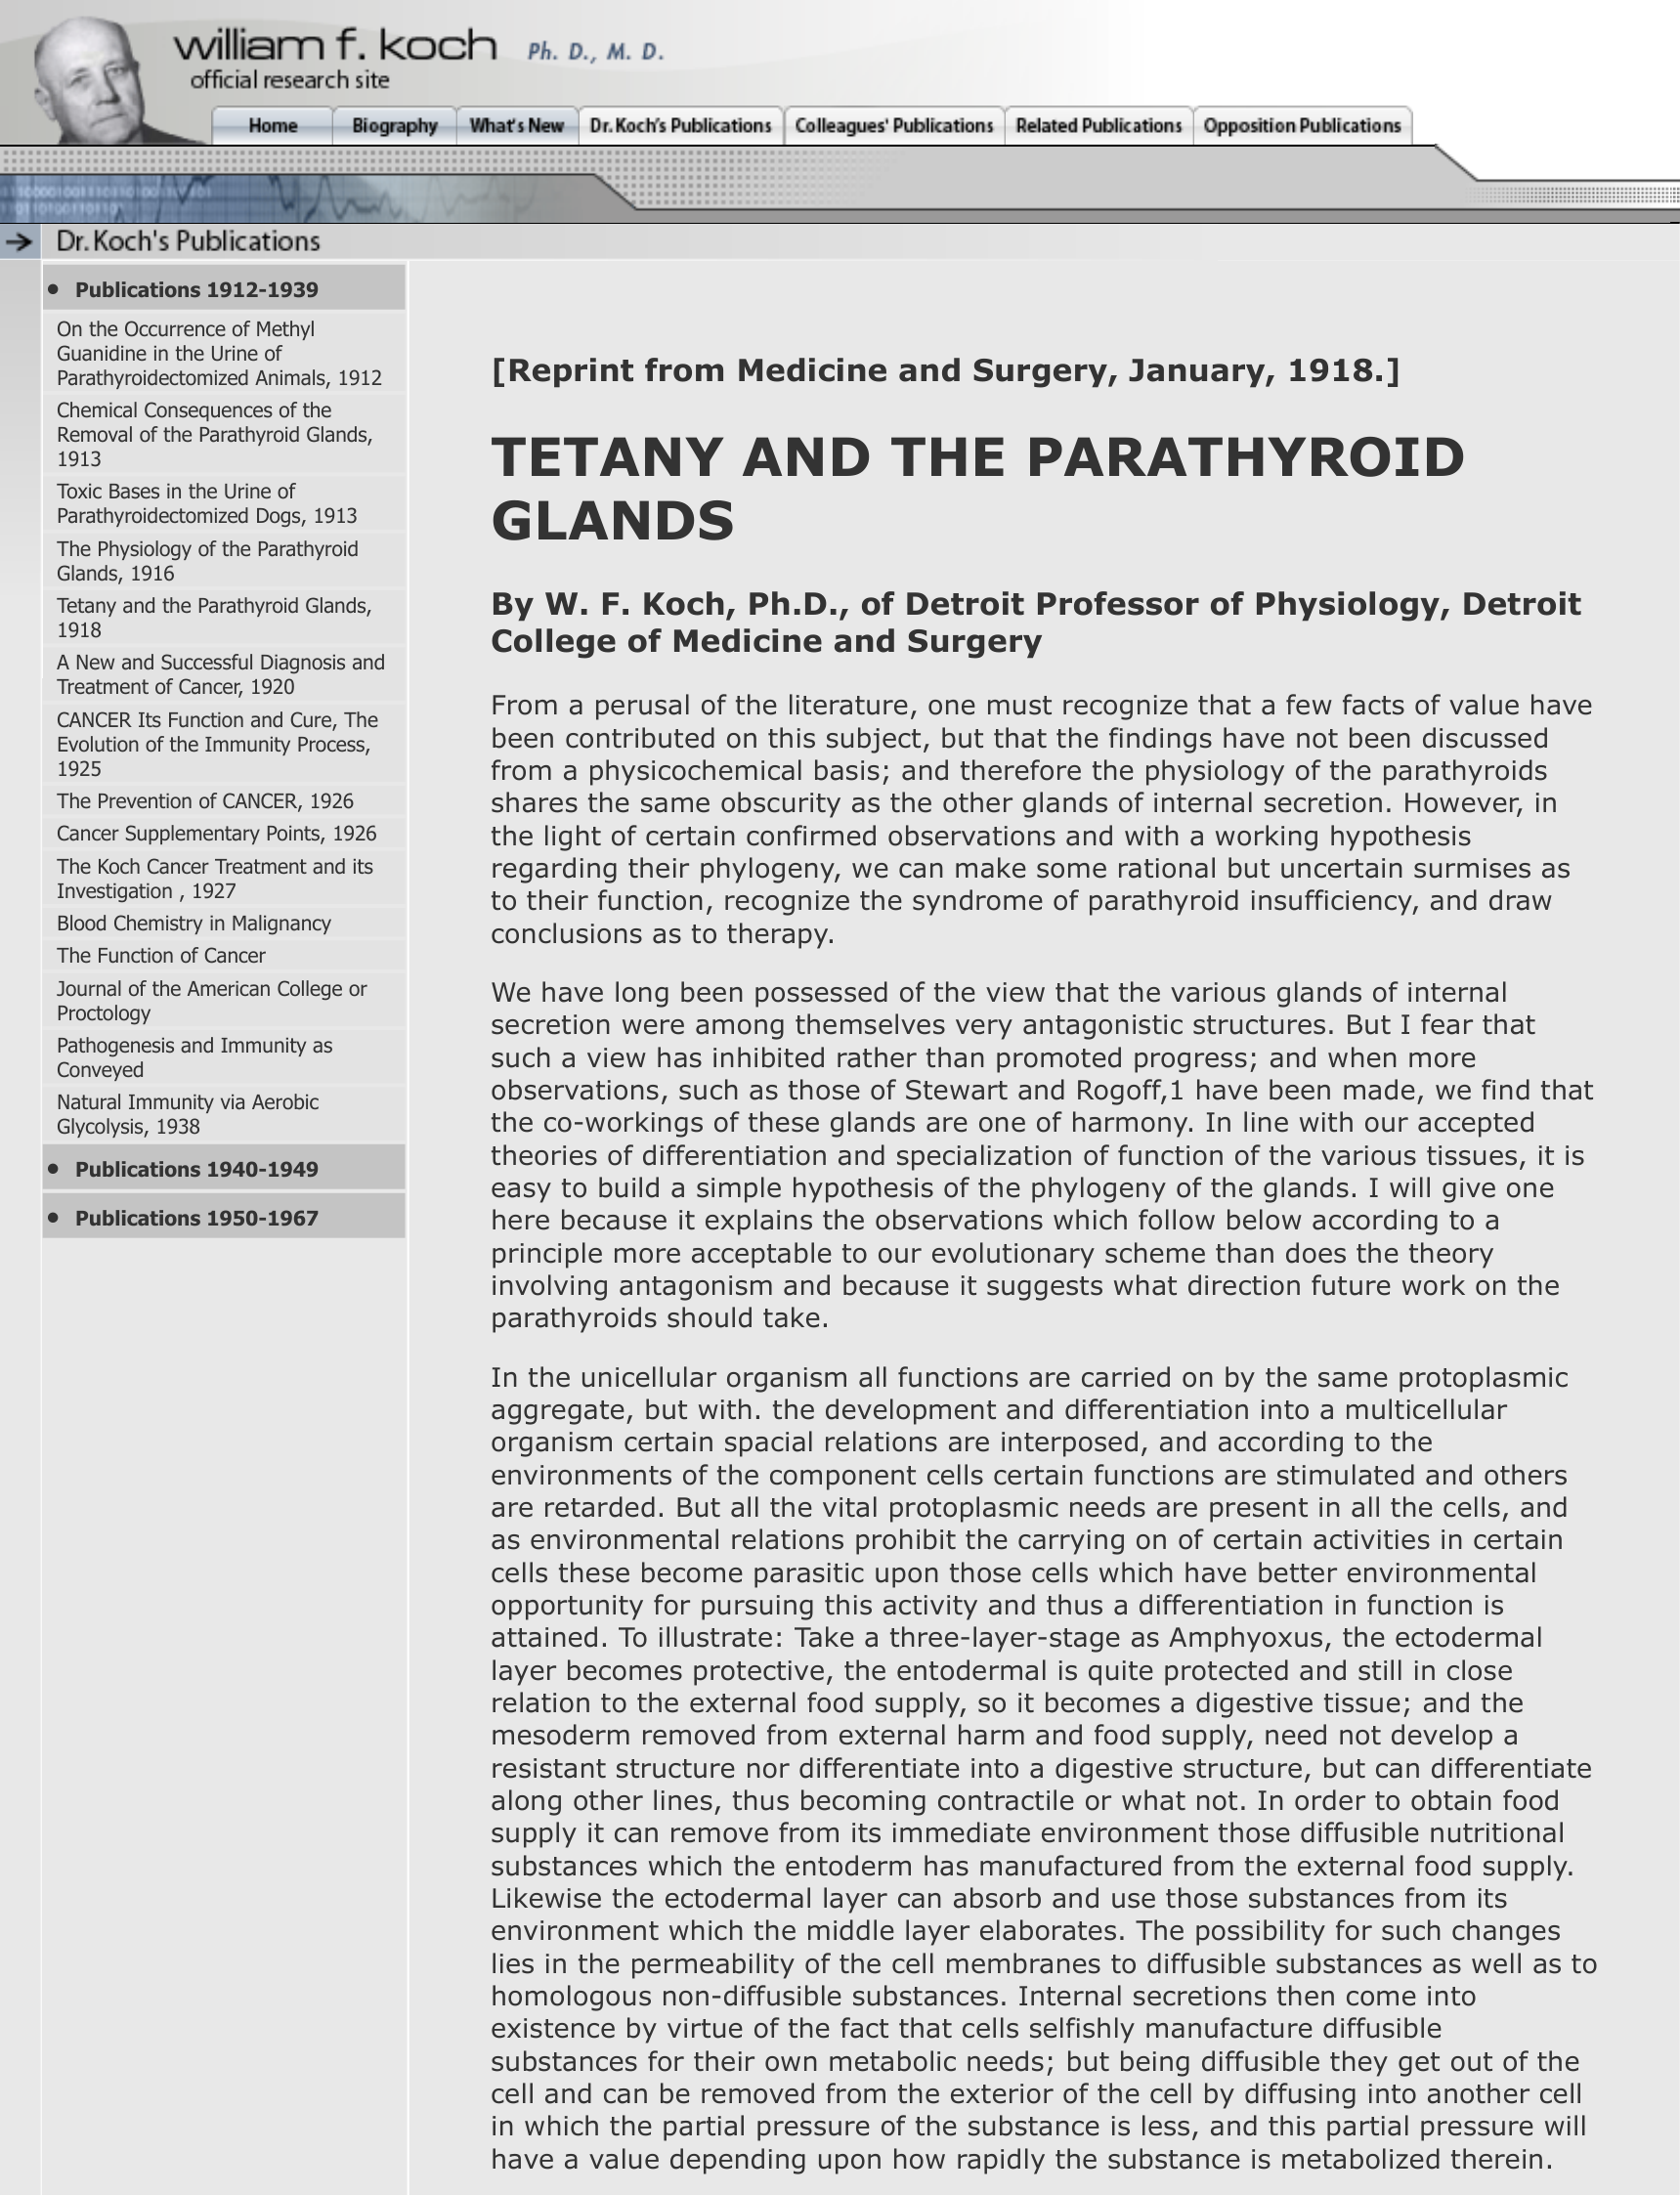 william f. koch Ph. D., M. D.
official research site
Home Biography What's New Dr. Koch's Publications Colleagues' Publications Related Publications Opposition Publications
→ Dr. Koch's Publications
• Publications 1912-1939
On the Occurrence of Methyl
Guanidine in the Urine of
Parathyroidectomized Animals, 1912
Chemical Consequences of the
Removal of the Parathyroid Glands,
1913
Toxic Bases in the Urine of
Parathyroidectomized Dogs, 1913
The Physiology of the Parathyroid
Glands, 1916
Tetany and the Parathyroid Glands,
1918
A New and Successful Diagnosis and
Treatment of Cancer, 1920
CANCER Its Function and Cure, The
Evolution of the Immunity Process,
1925
The Prevention of CANCER, 1926
Cancer Supplementary Points, 1926
The Koch Cancer Treatment and its
Investigation , 1927
Blood Chemistry in Malignancy
The Function of Cancer
Journal of the American College or
Proctology
Pathogenesis and Immunity as
Conveyed
Natural Immunity via Aerobic
Glycolysis, 1938
• Publications 1940-1949
• Publications 1950-1967
[Reprint from Medicine and Surgery, January, 1918.]
TETANY AND THE PARATHYROID
GLANDS
By W. F. Koch, Ph.D., of Detroit Professor of Physiology, Detroit
College of Medicine and Surgery
From a perusal of the literature, one must recognize that a few facts of value have
been contributed on this subject, but that the findings have not been discussed
from a physicochemical basis; and therefore the physiology of the parathyroids
shares the same obscurity as the other glands of internal secretion. However, in
the light of certain confirmed observations and with a working hypothesis
regarding their phylogeny, we can make some rational but uncertain surmises as
to their function, recognize the syndrome of parathyroid insufficiency, and draw
conclusions as to therapy.
We have long been possessed of the view that the various glands of internal
secretion were among themselves very antagonistic structures. But I fear that
such a view has inhibited rather than promoted progress; and when more
observations, such as those of Stewart and Rogoff,1 have been made, we find that
the co-workings of these glands are one of harmony. In line with our accepted
theories of differentiation and specialization of function of the various tissues, it is
easy to build a simple hypothesis of the phylogeny of the glands. I will give one
here because it explains the observations which follow below according to a
principle more acceptable to our evolutionary scheme than does the theory
involving antagonism and because it suggests what direction future work on the
parathyroids should take.
In the unicellular organism all functions are carried on by the same protoplasmic
aggregate, but with. the development and differentiation into a multicellular
organism certain spacial relations are interposed, and according to the
environments of the component cells certain functions are stimulated and others
are retarded. But all the vital protoplasmic needs are present in all the cells, and
as environmental relations prohibit the carrying on of certain activities in certain
cells these become parasitic upon those cells which have better environmental
opportunity for pursuing this activity and thus a differentiation in function is
attained. To illustrate: Take a three-layer-stage as Amphyoxus, the ectodermal
layer becomes protective, the entodermal is quite protected and still in close
relation to the external food supply, so it becomes a digestive tissue; and the
mesoderm removed from external harm and food supply, need not develop a
resistant structure nor differentiate into a digestive structure, but can differentiate
along other lines, thus becoming contractile or what not. In order to obtain food
supply it can remove from its immediate environment those diffusible nutritional
substances which the entoderm has manufactured from the external food supply.
Likewise the ectodermal layer can absorb and use those substances from its
environment which the middle layer elaborates. The possibility for such changes
lies in the permeability of the cell membranes to diffusible substances as well as to
homologous non-diffusible substances. Internal secretions then come into
existence by virtue of the fact that cells selfishly manufacture diffusible
substances for their own metabolic needs; but being diffusible they get out of the
cell and can be removed from the exterior of the cell by diffusing into another cell
in which the partial pressure of the substance is less, and this partial pressure will
have a value depending upon how rapidly the substance is metabolized therein.